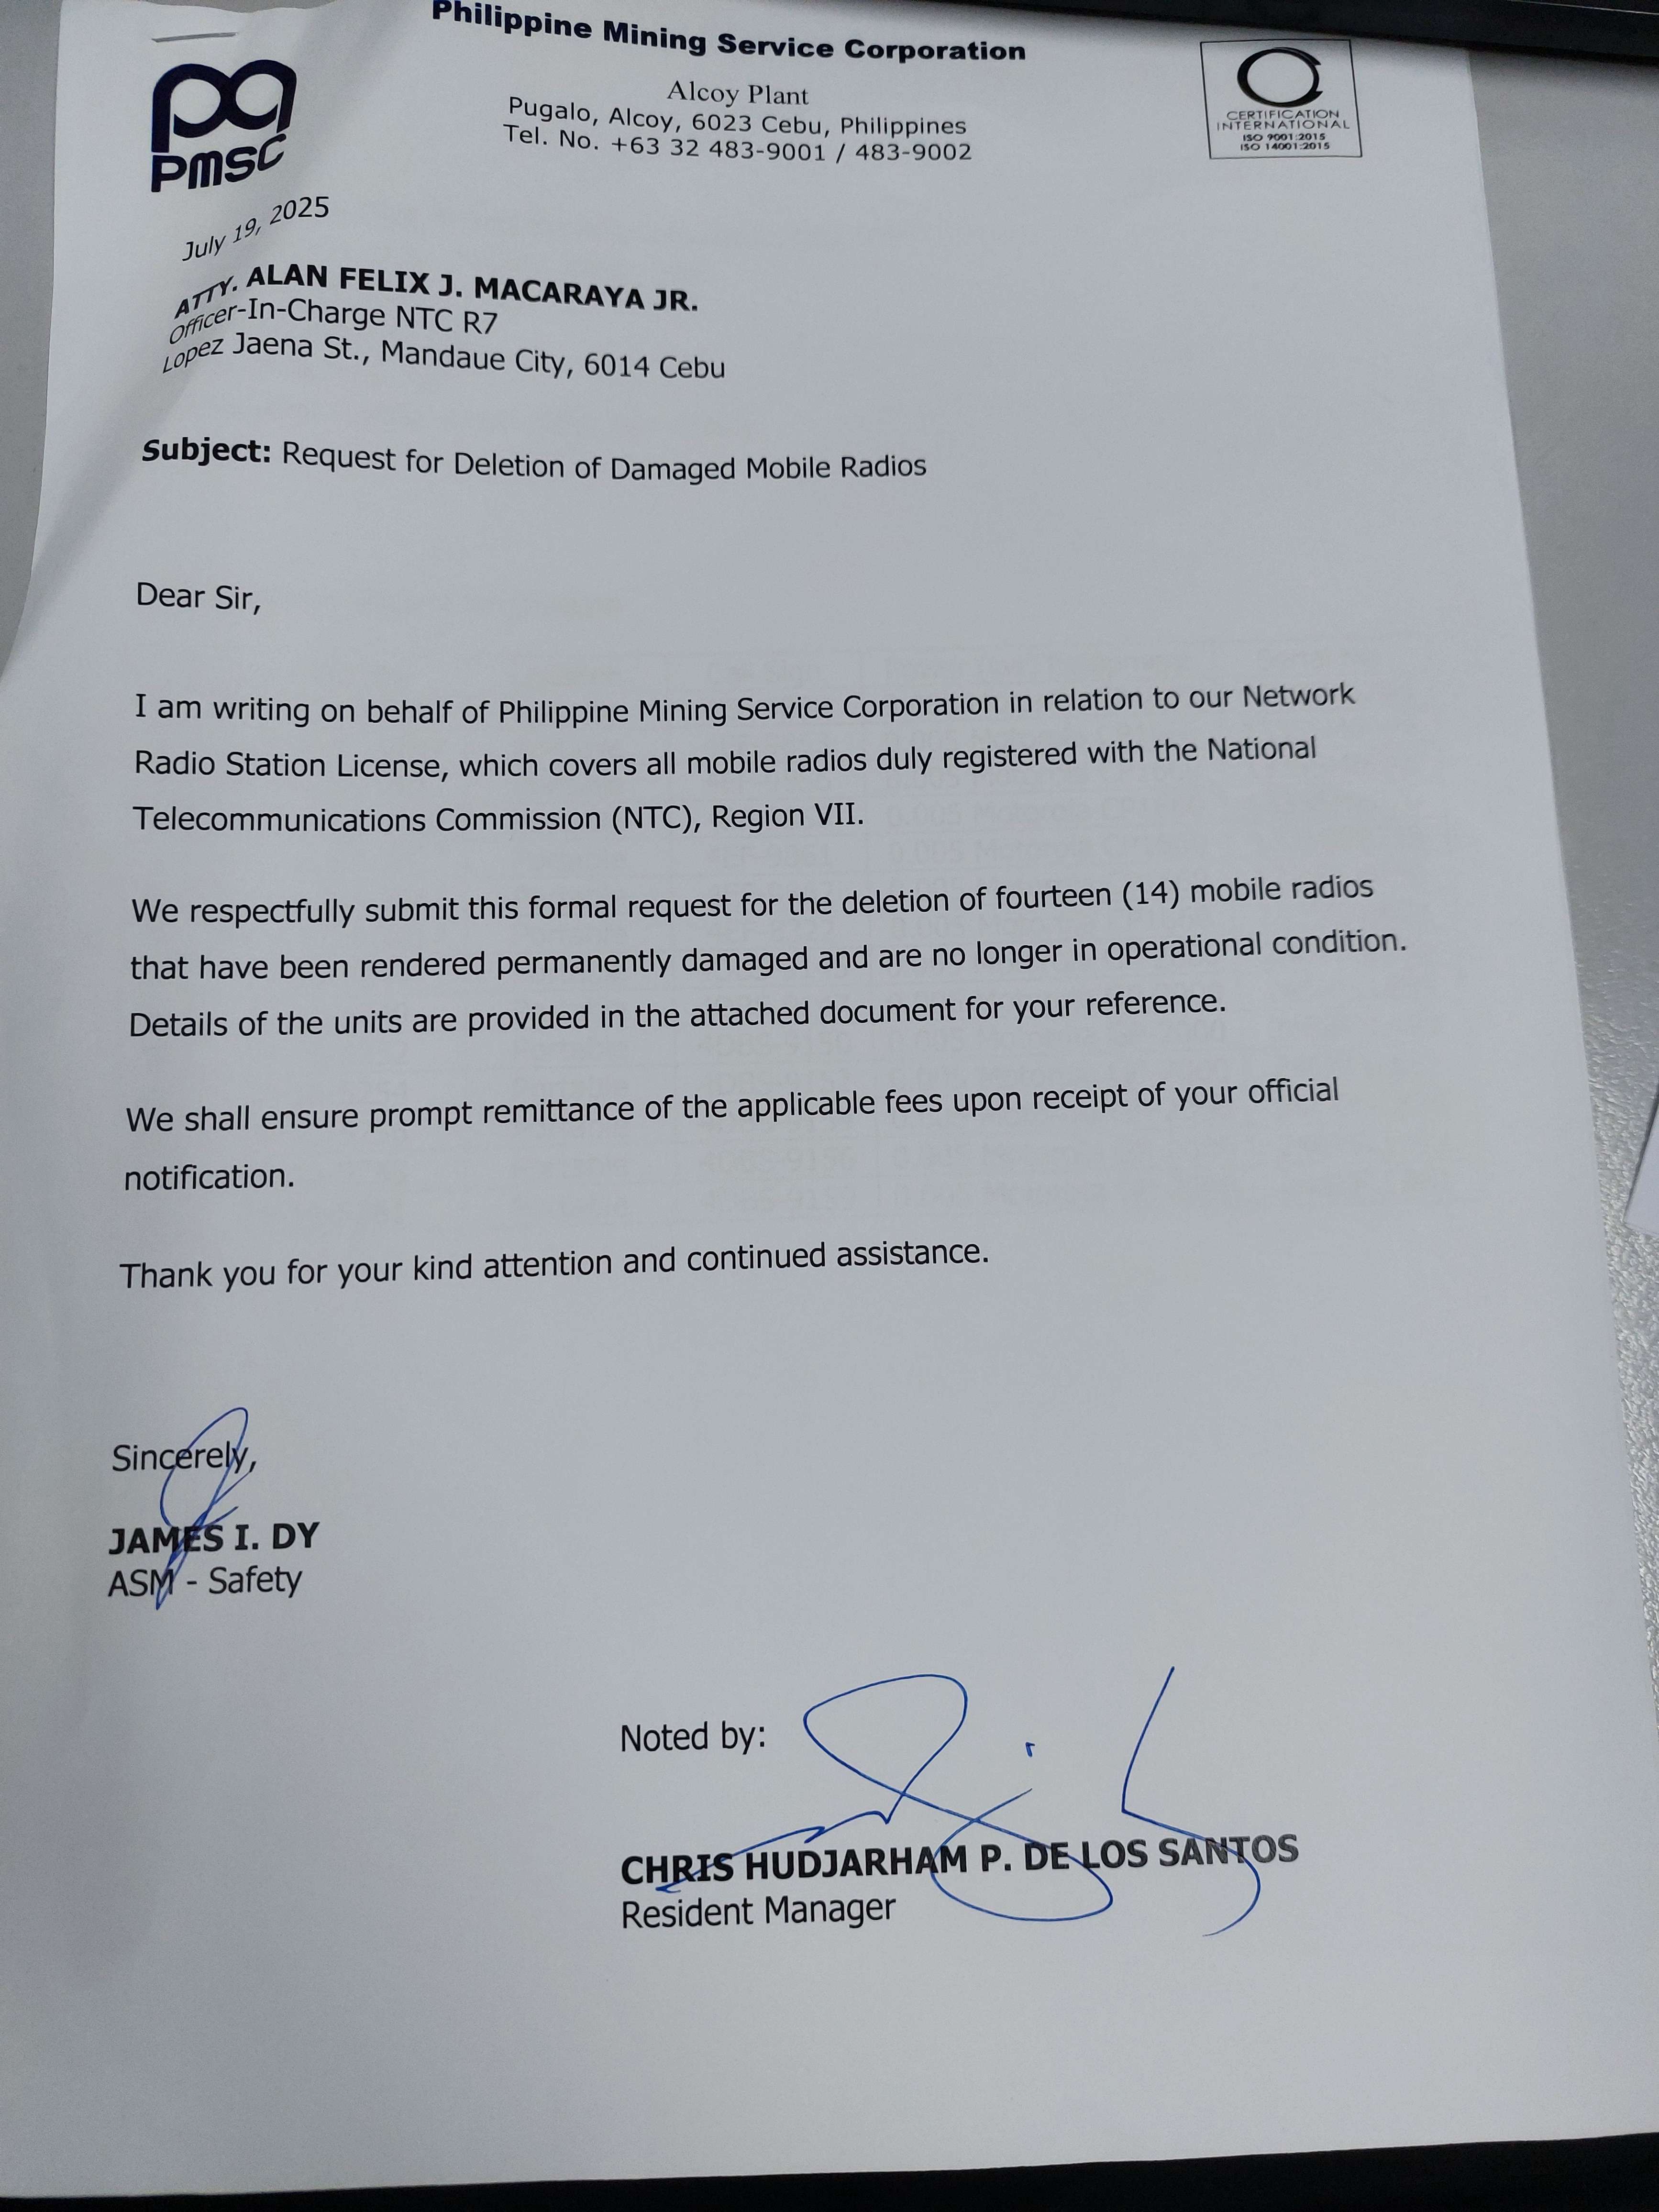 Philippine Mining Service Corporation
Alcoy Plant
Pugalo, Alcoy, 6023 Cebu, Philippines
Tel. No. +63 32 483-9001 / 483-9002
PMSC
CERTIFICATION
INTERNATIONAL
ISO 9001:2015
ISO 14001:2015
July 19, 2025
ATTY. ALAN FELIX J. MACARAYA JR.
Officer-In-Charge NTC R7
Lopez Jaena St., Mandaue City, 6014 Cebu
Subject: Request for Deletion of Damaged Mobile Radios
Dear Sir,
I am writing on behalf of Philippine Mining Service Corporation in relation to our Network
Radio Station License, which covers all mobile radios duly registered with the National
Telecommunications Commission (NTC), Region VII.
We respectfully submit this formal request for the deletion of fourteen (14) mobile radios
that have been rendered permanently damaged and are no longer in operational condition.
Details of the units are provided in the attached document for your reference.
We shall ensure prompt remittance of the applicable fees upon receipt of your official
notification.
Thank you for your kind attention and continued assistance.
Sincerely,
JAMES I. DY
ASM - Safety
Noted by:
CHRIS HUDJARHAM P. DE LOS SANTOS
Resident Manager